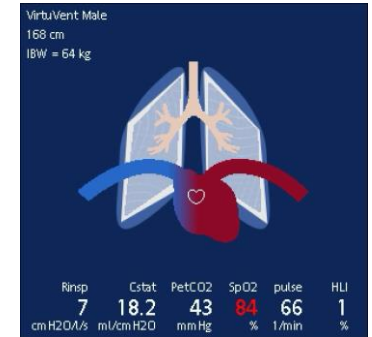 VirtuVent Male
168 cm
IBW = 64 kg
Rinsp Cstat PetCO2 SpO2 pulse HLI
7 18.2 43 84 66 1
cmH2O/l/s ml/cmH2O mmHg % 1/min %